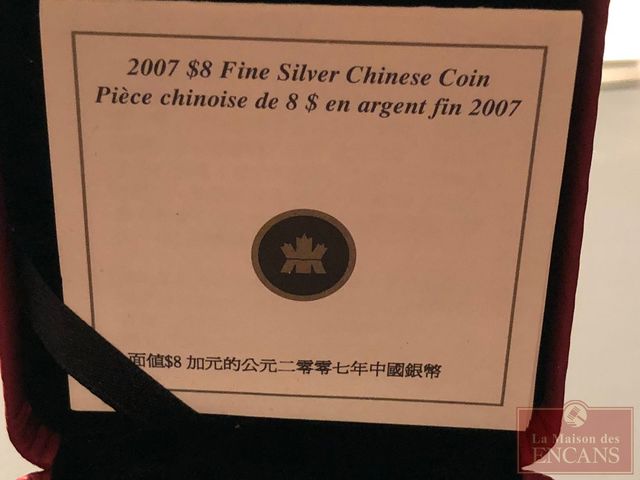 2007 $8 Fine Silver Chinese Coin
Pièce chinoise de 8 $ en argent fin 2007
面值$8 加元的公元二零零七年中國銀幣
La Maison des
ENCANS